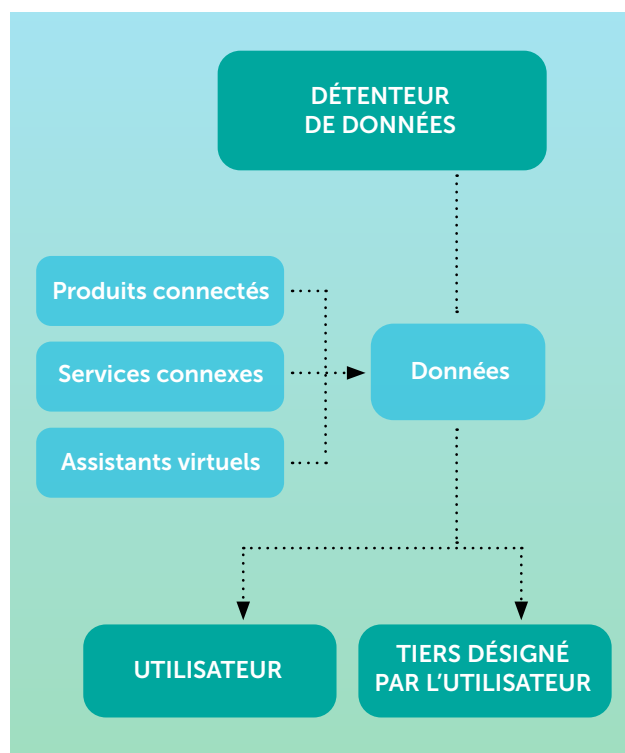 DÉTENTEUR
DE DONNÉES
Produits connectés
Services connexes
Données
Assistants virtuels
UTILISATEUR
TIERS DÉSIGNÉ
PAR L’UTILISATEUR